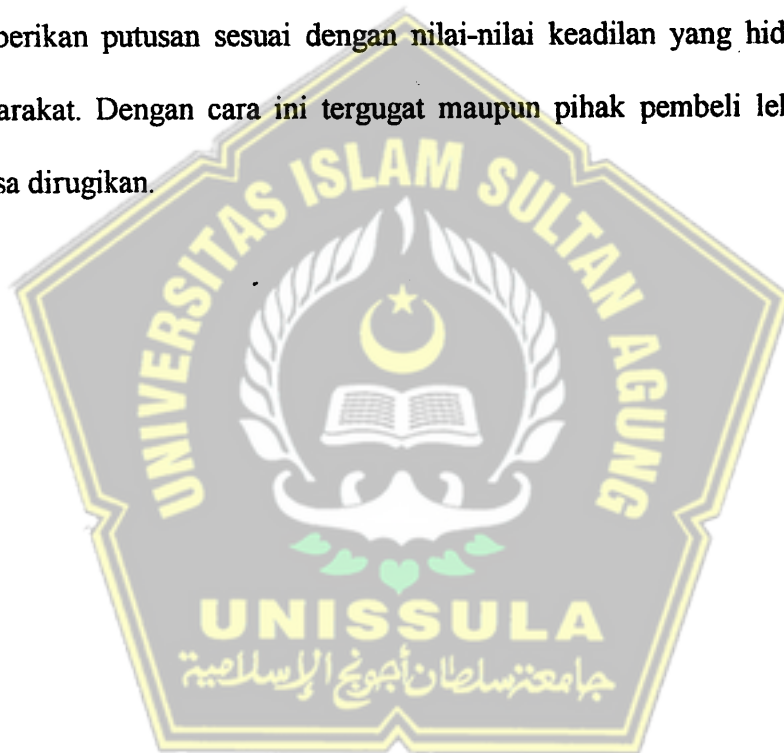 berikan putusan sesuai dengan nilai-nilai keadilan yang hid
arakat. Dengan cara ini tergugat maupun pihak pembeli lel
sa dirugikan.
UNIVERSITAS ISLAM SULTAN AGUNG
UNISSULA
جامعة سلطان أجونج الإسلامية